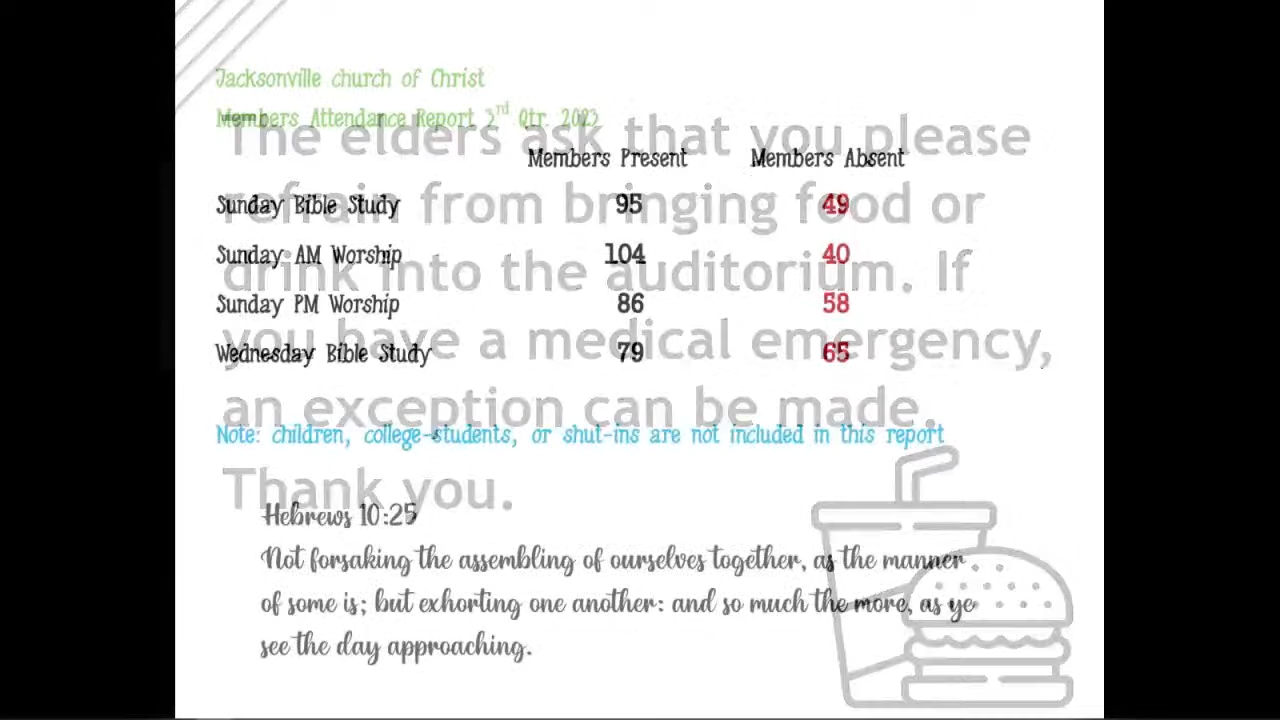 Jacksonville church of Christ
Members Attendance Report 3rd Qtr. 2023
Members Present Members Absent
Sunday Bible Study 95 49
Sunday AM Worship 104 40
Sunday PM Worship 86 58
Wednesday Bible Study 79 65
Note: children, college-students, or shut-ins are not included in this report
Hebrews 10:25
Not forsaking the assembling of ourselves together, as the manner
of some is; but exhorting one another: and so much the more, as ye
see the day approaching.
The elders ask that you please
refrain from bringing food or
drink into the auditorium. If
you have a medical emergency,
an exception can be made.
Thank you.